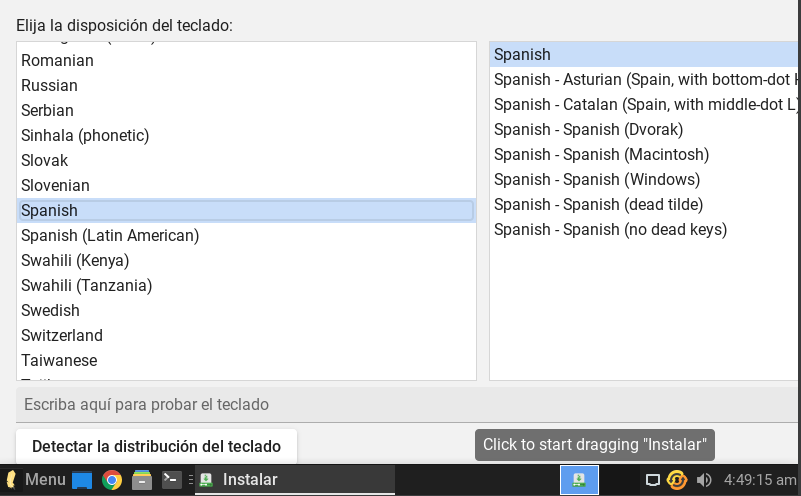 Elija la disposición del teclado:
Romanian
Russian
Serbian
Sinhala (phonetic)
Slovak
Slovenian
Spanish
Spanish (Latin American)
Swahili (Kenya)
Swahili (Tanzania)
Swedish
Switzerland
Taiwanese
Spanish
Spanish - Asturian (Spain, with bottom-dot H
Spanish - Catalan (Spain, with middle-dot L)
Spanish - Spanish (Dvorak)
Spanish - Spanish (Macintosh)
Spanish - Spanish (Windows)
Spanish - Spanish (dead tilde)
Spanish - Spanish (no dead keys)
Escriba aquí para probar el teclado
Detectar la distribución del teclado
Click to start dragging "Instalar"
Menu
Instalar
4:49:15 am